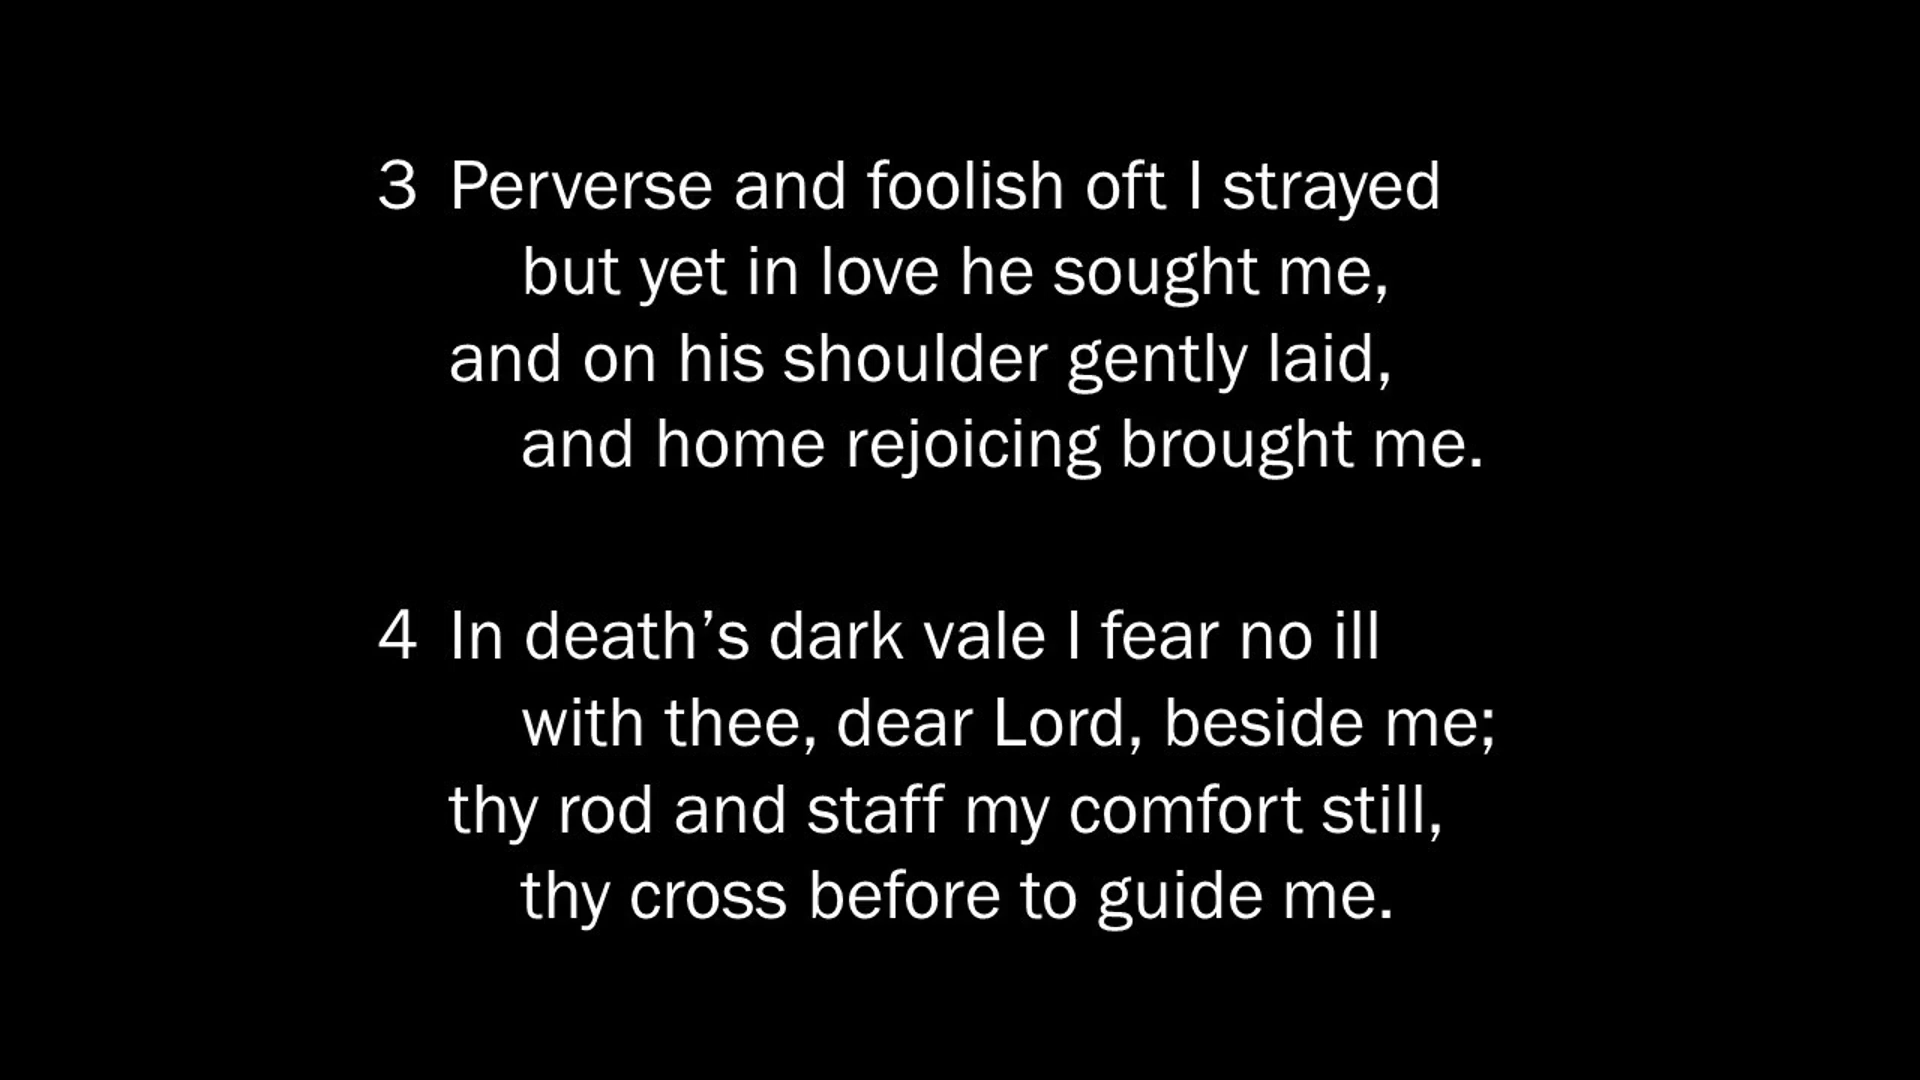 3 Perverse and foolish oft I strayed
but yet in love he sought me,
and on his shoulder gently laid,
and home rejoicing brought me.
4 In death’s dark vale I fear no ill
with thee, dear Lord, beside me;
thy rod and staff my comfort still,
thy cross before to guide me.